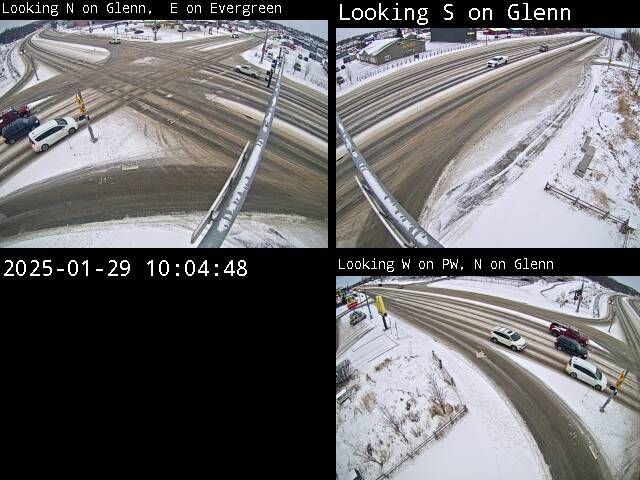 Looking N on Glenn,  E on Evergreen
Looking S on Glenn
2025-01-29 10:04:48
Looking W on PW, N on Glenn